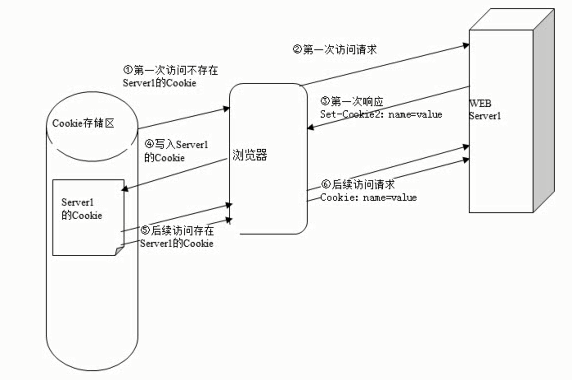 ②第一次访问请求
①第一次访问不存在
Server1的Cookie
③第一次响应
Set-Cookie2: name=value
WEB
Server1
Cookie存储区
④写入Server1
的Cookie
浏览器
⑥后续访问请求
Cookie: name=value
Server1
的Cookie
⑤后续访问存在
Server1的Cookie